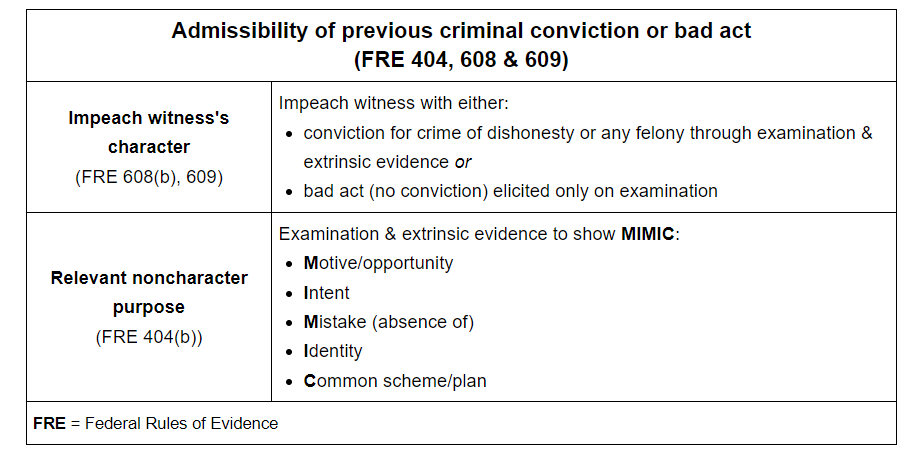 Admissibility of previous criminal conviction or bad act
(FRE 404, 608 & 609)
Impeach witness's
character
(FRE 608(b), 609)
Impeach witness with either:
• conviction for crime of dishonesty or any felony through examination &
extrinsic evidence or
• bad act (no conviction) elicited only on examination
Relevant noncharacter
purpose
(FRE 404(b))
Examination & extrinsic evidence to show MIMIC:
• Motive/opportunity
• Intent
• Mistake (absence of)
• Identity
• Common scheme/plan
FRE = Federal Rules of Evidence